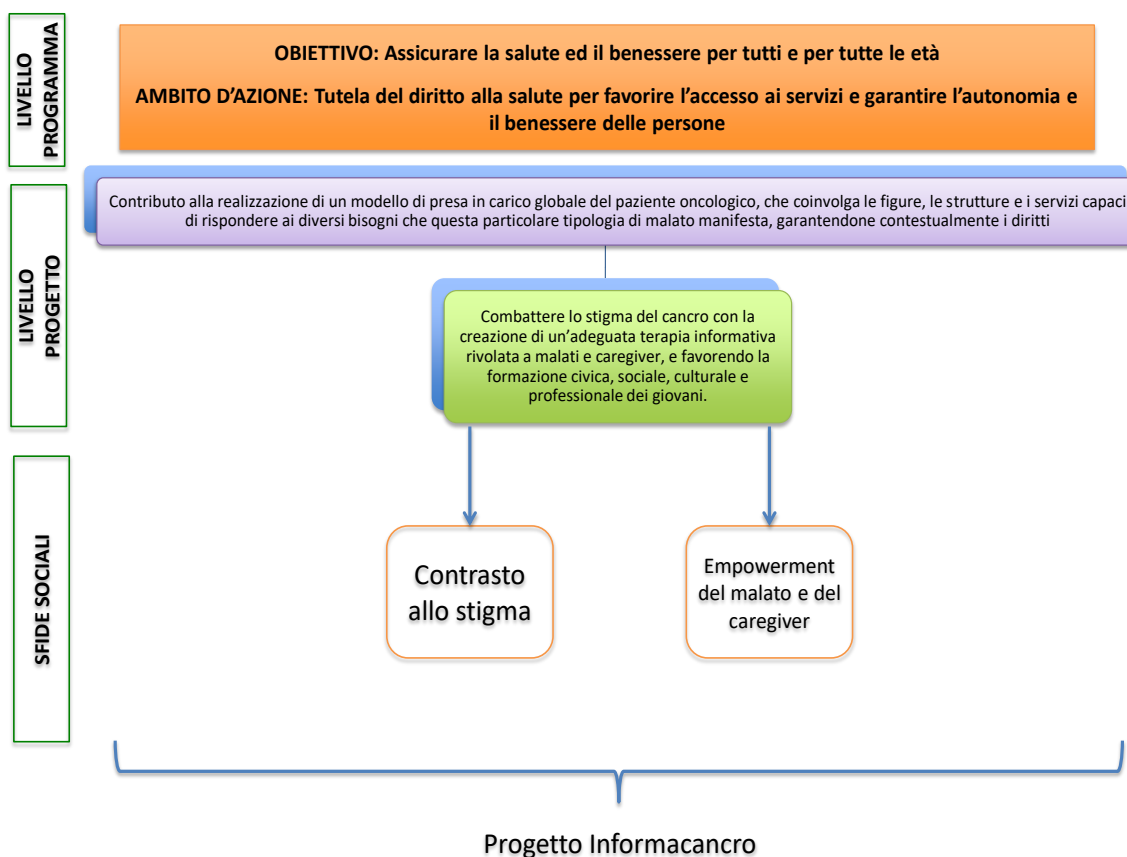 LIVELLO
PROGRAMMA
OBIETTIVO: Assicurare la salute ed il benessere per tutti e per tutte le età
AMBITO D'AZIONE: Tutela del diritto alla salute per favorire l'accesso ai servizi e garantire l'autonomia e
il benessere delle persone
LIVELLO
PROGETTO
Contributo alla realizzazione di un modello di presa in carico globale del paziente oncologico, che coinvolga le figure, le strutture e i servizi capaci
di rispondere ai diversi bisogni che questa particolare tipologia di malato manifesta, garantendone contestualmente i diritti
Combattere lo stigma del cancro con la
creazione di un'adeguata terapia informativa
rivolata a malati e caregiver, e favorendo la
formazione civica, sociale, culturale e
professionale dei giovani.
SFIDE SOCIALI
Contrasto
allo stigma
Empowerment
del malato e del
caregiver
Progetto Informacancro